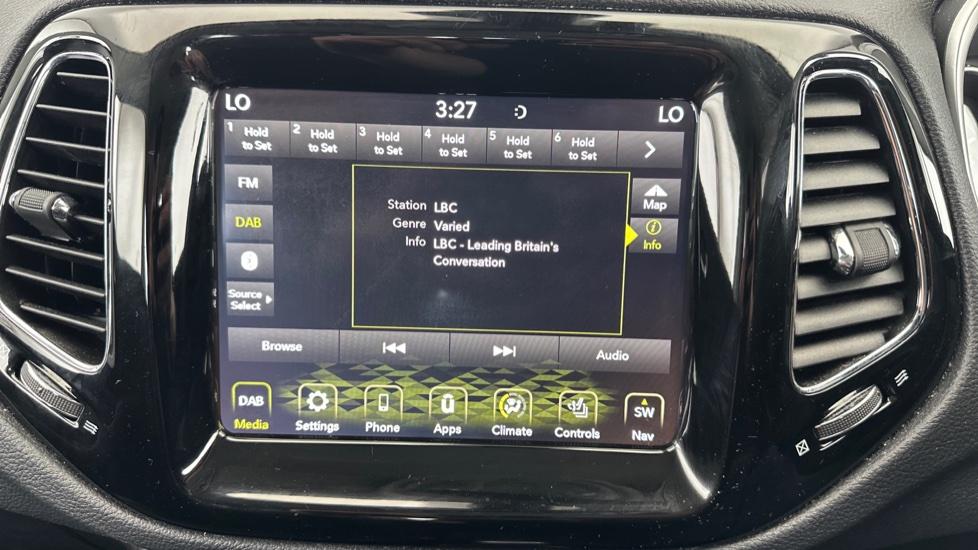 LO 3:27 LO
1 Hold to Set
2 Hold to Set
3 Hold to Set
4 Hold to Set
5 Hold to Set
6 Hold to Set
FM
DAB
Source Select
Station LBC
Genre Varied
Info LBC - Leading Britain's
Conversation
Map
Info
Browse
Audio
DAB
Media
Settings
Phone
Apps
Climate
Controls
SW
Nav